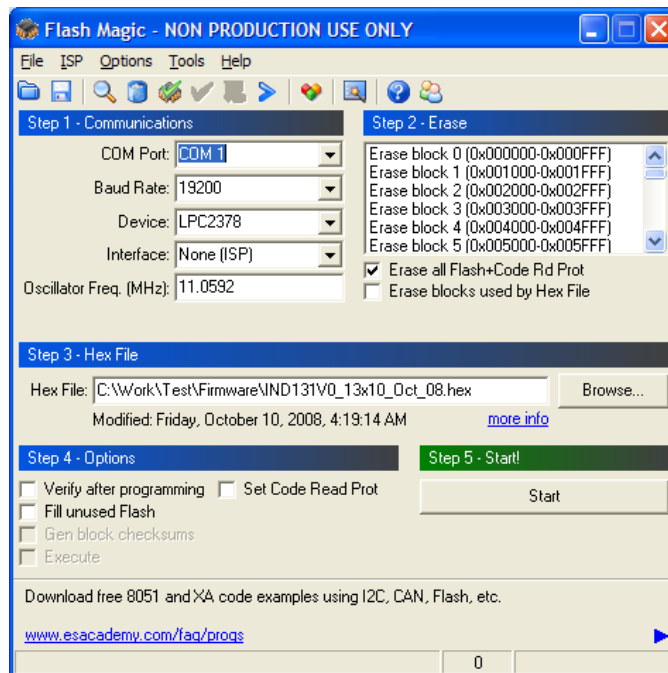 Flash Magic - NON PRODUCTION USE ONLY
File ISP Options Tools Help
Step 1 - Communications
COM Port: COM 1
Baud Rate: 19200
Device: LPC2378
Interface: None (ISP)
Oscillator Freq. (MHz): 11.0592
Step 2 - Erase
Erase block 0 (0x000000-0x000FFF)
Erase block 1 (0x001000-0x001FFF)
Erase block 2 (0x002000-0x002FFF)
Erase block 3 (0x003000-0x003FFF)
Erase block 4 (0x004000-0x004FFF)
Erase block 5 (0x005000-0x005FFF)
Erase all Flash+Code Rd Prot
Erase blocks used by Hex File
Step 3 - Hex File
Hex File: C:\Work\Test\Firmware\IND131V0_13x10_Oct_08.hex Browse...
Modified: Friday, October 10, 2008, 4:19:14 AM more info
Step 4 - Options
Verify after programming Set Code Read Prot
Fill unused Flash
Gen block checksums
Execute
Step 5 - Start!
Start
Download free 8051 and XA code examples using I2C, CAN, Flash, etc.
www.esacademy.com/faq/progs
0